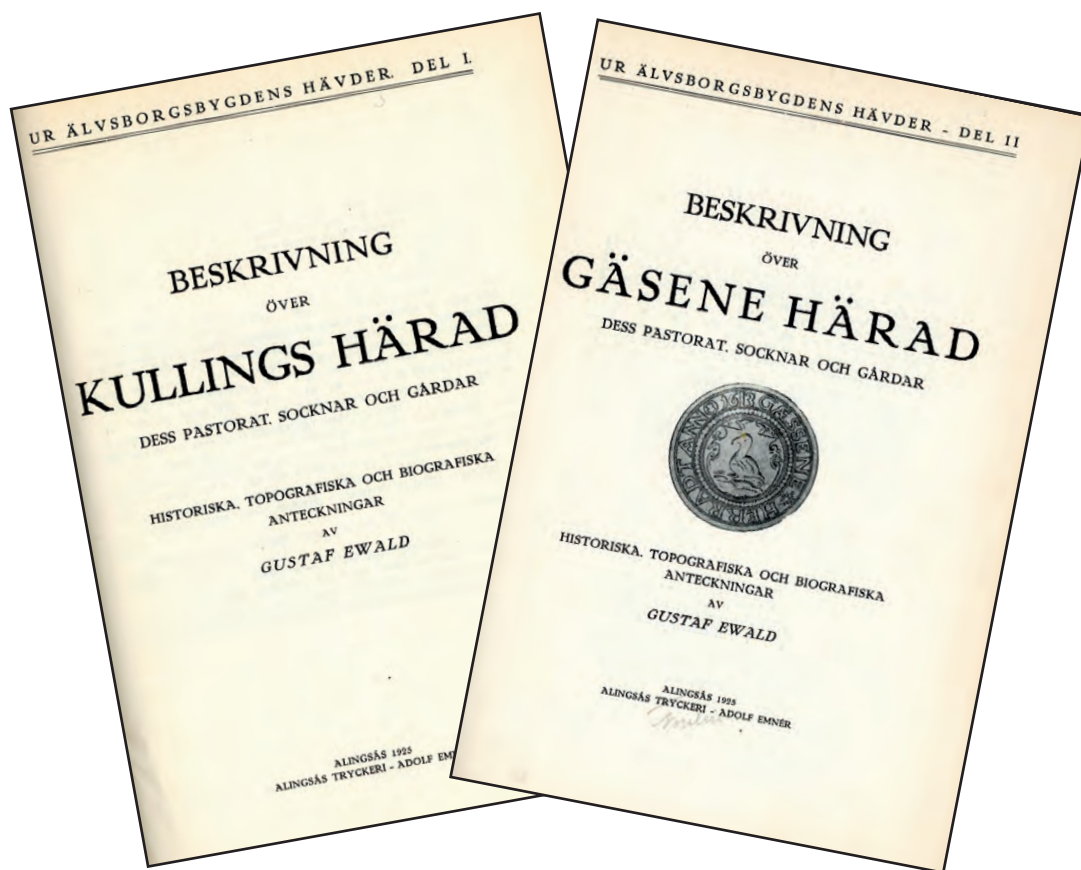 UR ÄLVSBORGSBYGDENS HÄVDER. DEL I.
BESKRIVNING
ÖVER
KULLINGS HÄRAD
DESS PASTORAT. SOCKNAR OCH GÅRDAR
HISTORISKA. TOPOGRAFISKA OCH BIOGRAFISKA
ANTECKNINGAR
AV
GUSTAF EWALD
ALINGSÅS 1925
ALINGSÅS TRYCKERI - ADOLF
UR ÄLVSBORGSBYGDENS HÄVDER - DEL II
BESKRIVNING
ÖVER
GÄSENE HÄRAD
DESS PASTORAT. SOCKNAR OCH GÅRDAR
HISTORISKA. TOPOGRAFISKA OCH BIOGRAFISKA
ANTECKNINGAR
AV
GUSTAF EWALD
ALINGSÅS 1925
ALINGSÅS TRYCKERI - ADOLF EMNÉR